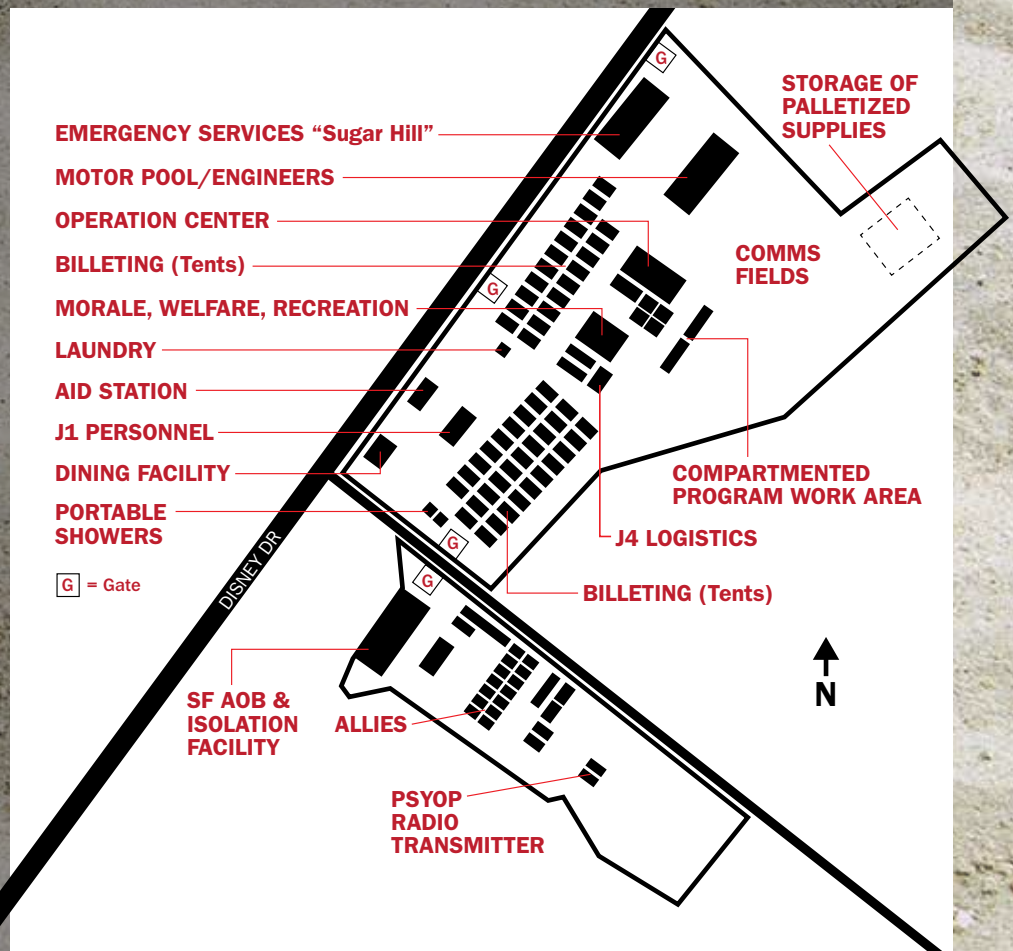 STORAGE OF
PALLETIZED
SUPPLIES
EMERGENCY SERVICES “Sugar Hill”
MOTOR POOL/ENGINEERS
OPERATION CENTER
BILLETING (Tents)
MORALE, WELFARE, RECREATION
LAUNDRY
AID STATION
J1 PERSONNEL
DINING FACILITY
PORTABLE
SHOWERS
G = Gate
G
G
G
G
COMMS
FIELDS
COMPARTMENTED
PROGRAM WORK AREA
J4 LOGISTICS
BILLETING (Tents)
DISNEY DR
N
SF AOB &
ISOLATION
FACILITY
ALLIES
PSYOP
RADIO
TRANSMITTER